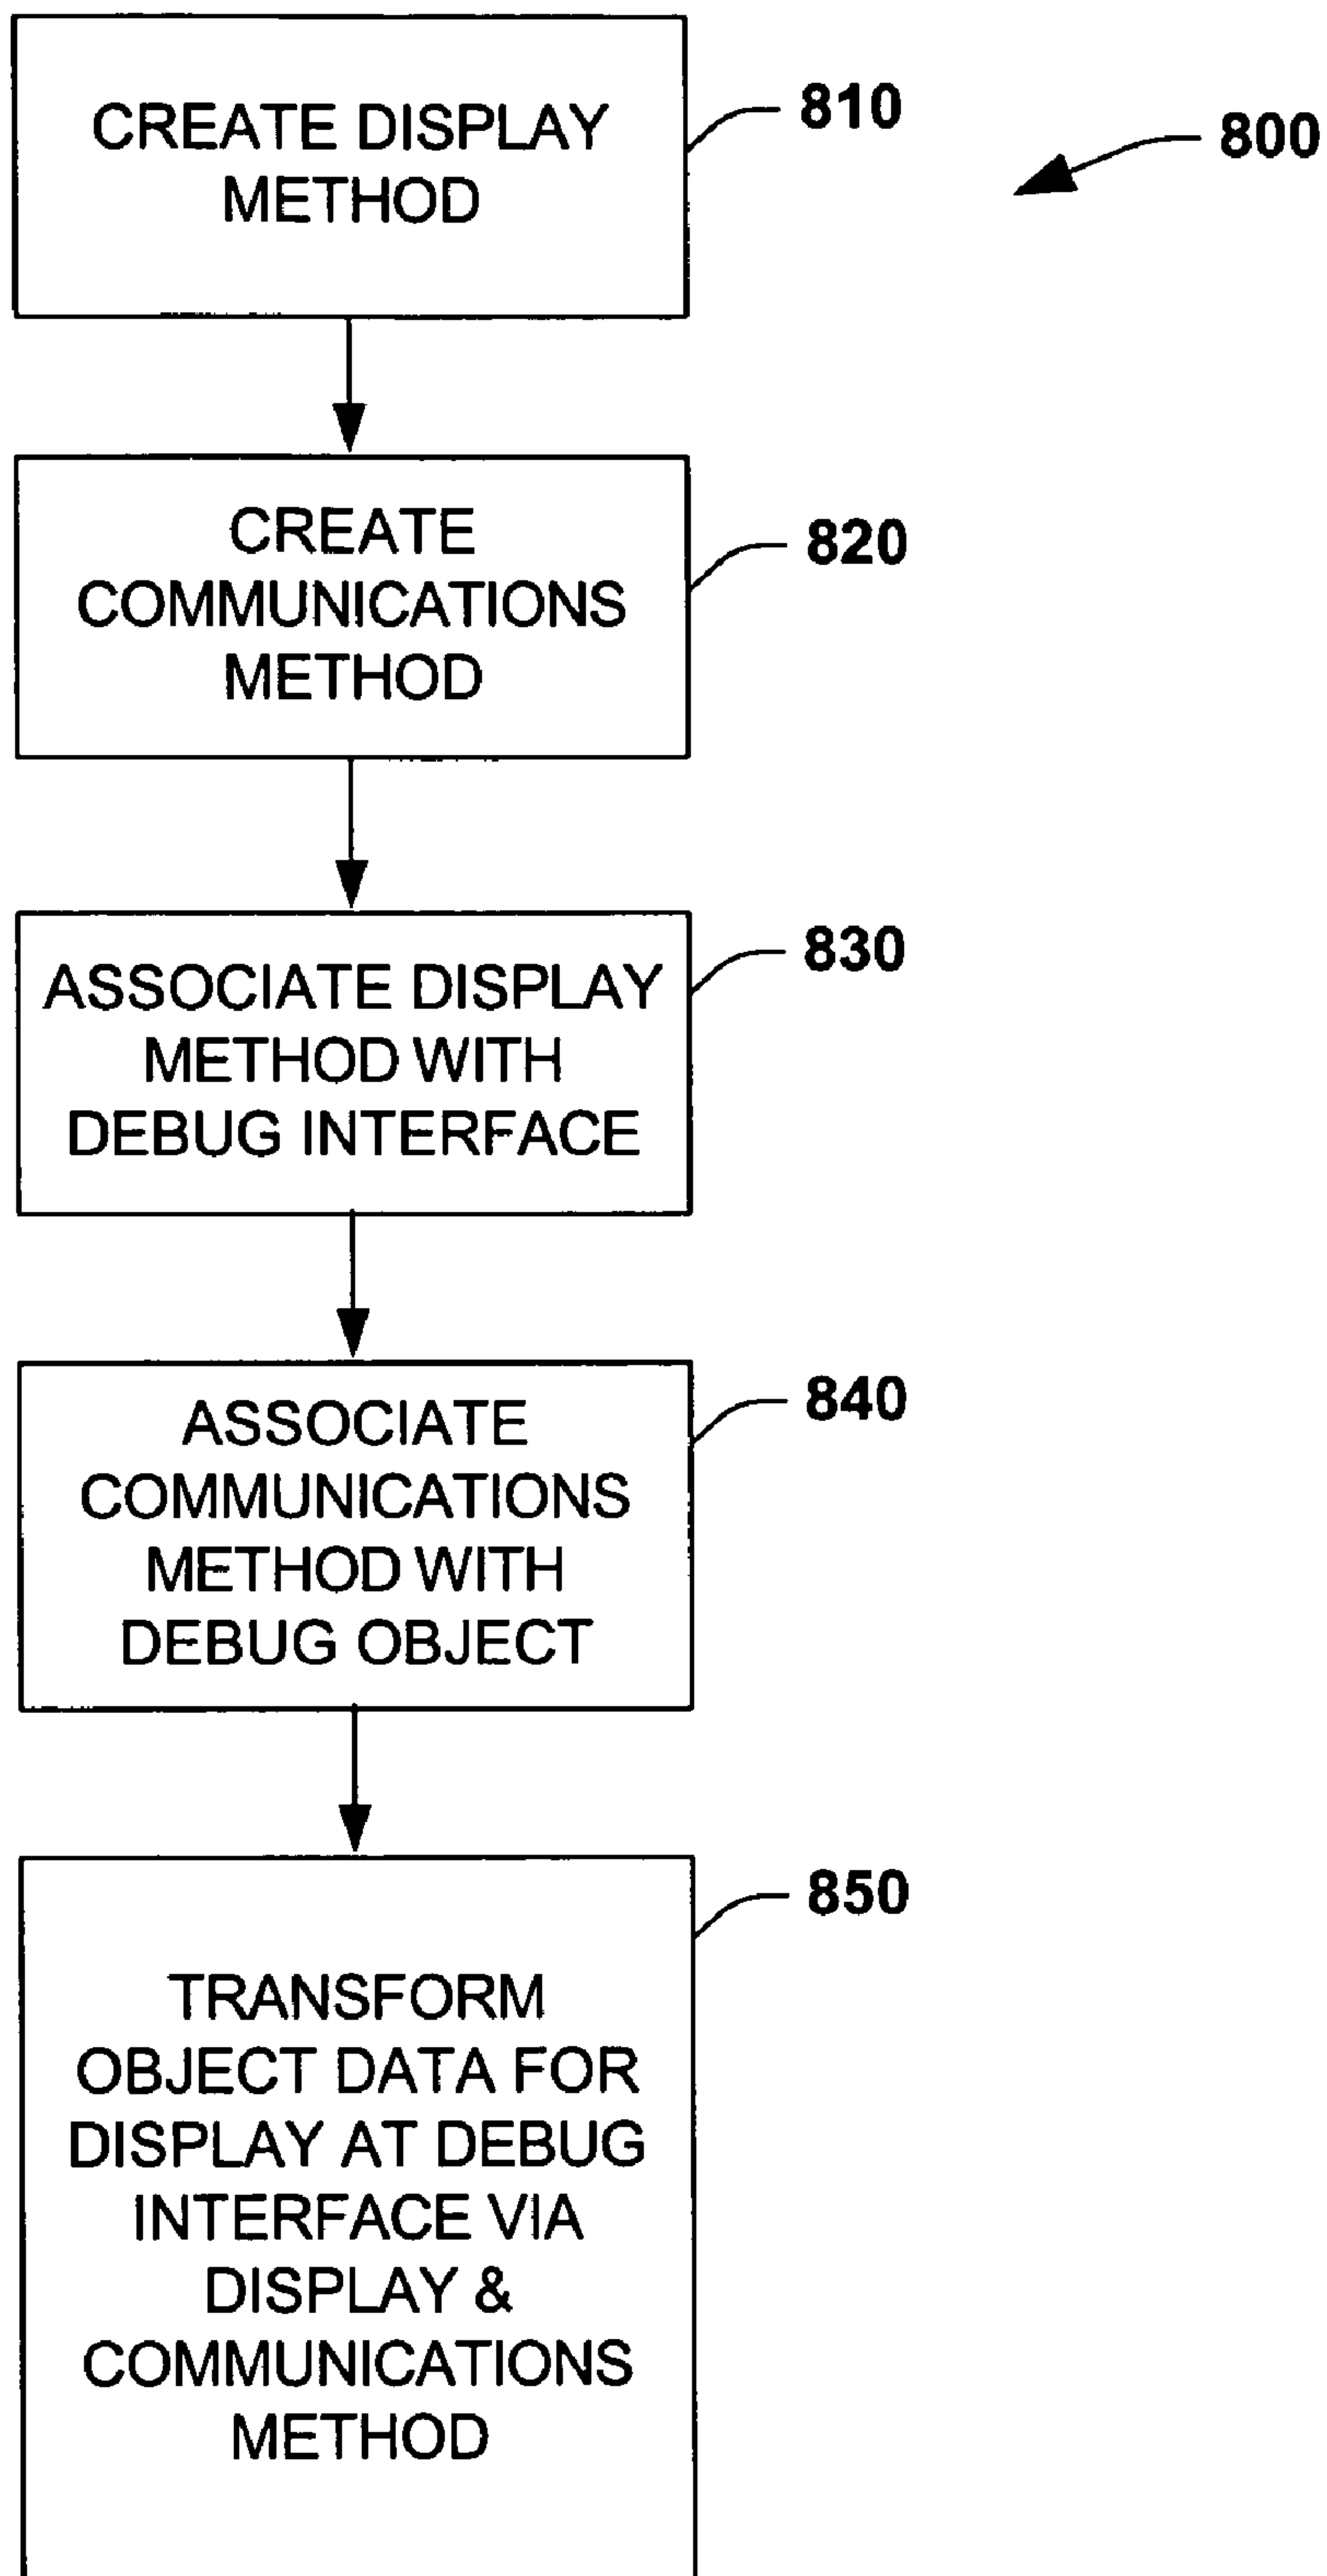 CREATE DISPLAY
METHOD
810
800
CREATE
COMMUNICATIONS
METHOD
820
ASSOCIATE DISPLAY
METHOD WITH
DEBUG INTERFACE
830
ASSOCIATE
COMMUNICATIONS
METHOD WITH
DEBUG OBJECT
840
TRANSFORM
OBJECT DATA FOR
DISPLAY AT DEBUG
INTERFACE VIA
DISPLAY &
COMMUNICATIONS
METHOD
850